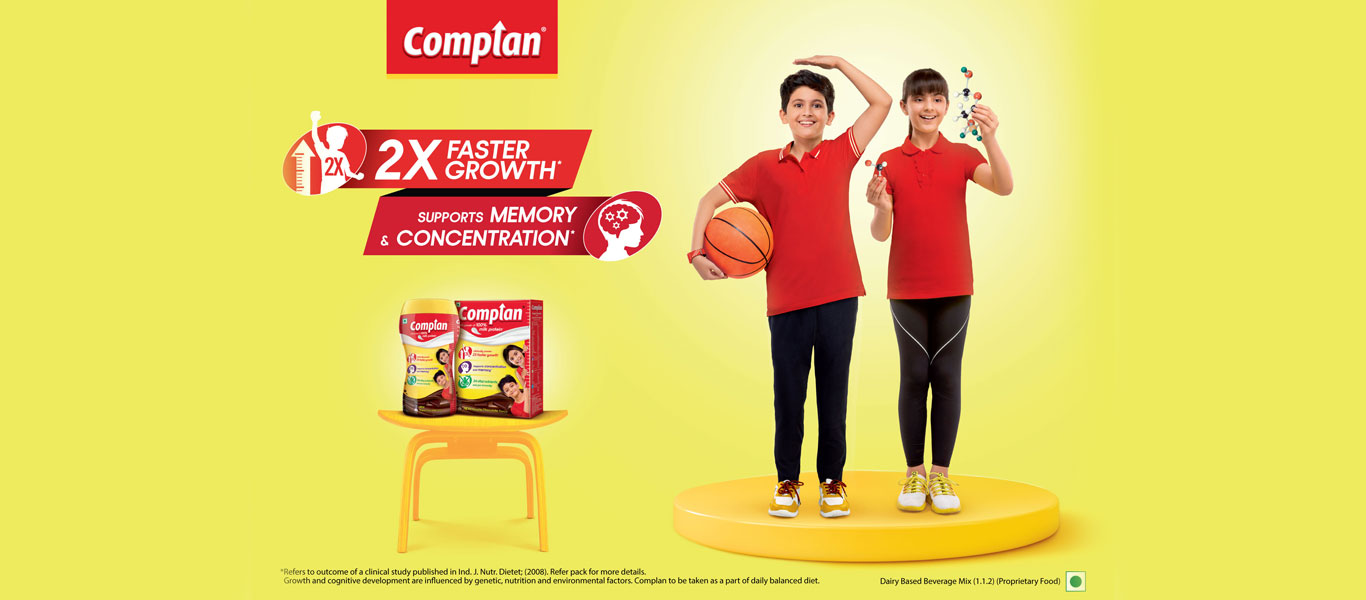 Complan®
2X FASTER
GROWTH*
2X
SUPPORTS MEMORY
& CONCENTRATION*
Complan
Complan
100%
milk protein
Complan
*Refers to outcome of a clinical study published in Ind. J. Nutr. Dietet; (2008). Refer pack for more details.
Growth and cognitive development are influenced by genetic, nutrition and environmental factors. Complan to be taken as a part of daily balanced diet.
Dairy Based Beverage Mix (1.1.2) (Proprietary Food)